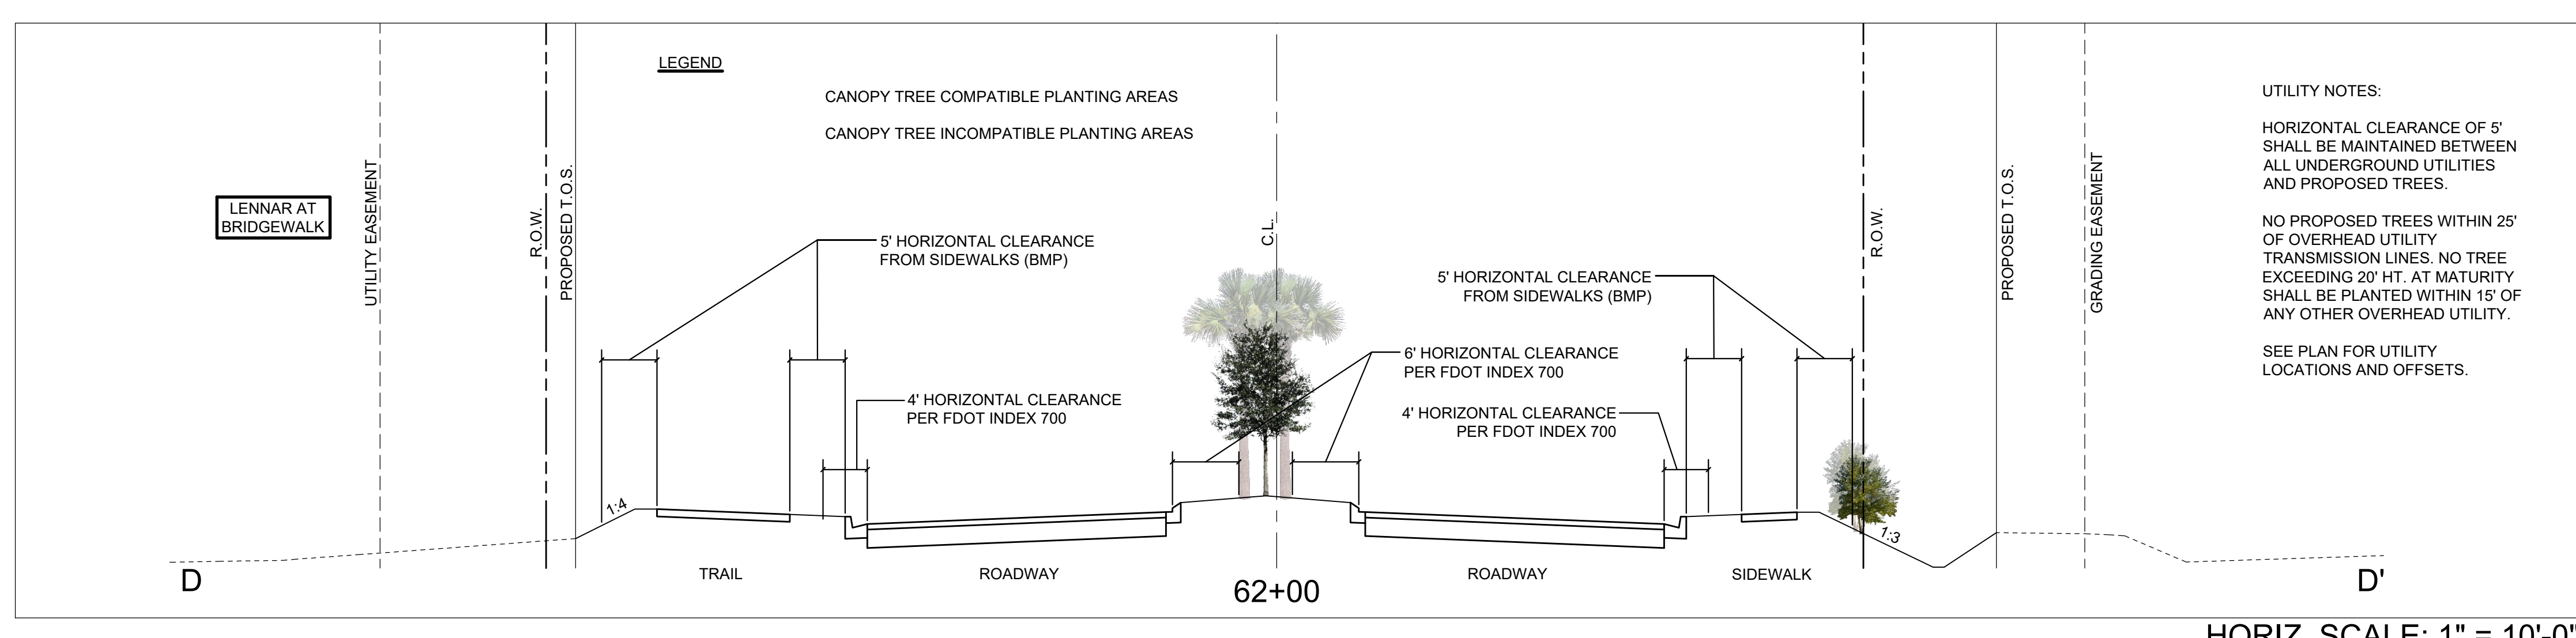 LEGEND
CANOPY TREE COMPATIBLE PLANTING AREAS
CANOPY TREE INCOMPATIBLE PLANTING AREAS
LENNAR AT
BRIDGEWALK
UTILITY EASEMENT
R.O.W.
PROPOSED T.O.S.
5' HORIZONTAL CLEARANCE
FROM SIDEWALKS (BMP)
4' HORIZONTAL CLEARANCE
PER FDOT INDEX 700
C.L.
6' HORIZONTAL CLEARANCE
PER FDOT INDEX 700
5' HORIZONTAL CLEARANCE
FROM SIDEWALKS (BMP)
4' HORIZONTAL CLEARANCE
PER FDOT INDEX 700
R.O.W.
PROPOSED T.O.S.
GRADING EASEMENT
UTILITY NOTES:
HORIZONTAL CLEARANCE OF 5'
SHALL BE MAINTAINED BETWEEN
ALL UNDERGROUND UTILITIES
AND PROPOSED TREES.
NO PROPOSED TREES WITHIN 25'
OF OVERHEAD UTILITY
TRANSMISSION LINES. NO TREE
EXCEEDING 20' HT. AT MATURITY
SHALL BE PLANTED WITHIN 15' OF
ANY OTHER OVERHEAD UTILITY.
SEE PLAN FOR UTILITY
LOCATIONS AND OFFSETS.
1:4
1:3
D
TRAIL
ROADWAY
62+00
ROADWAY
SIDEWALK
D'
HORIZ. SCALE: 1" = 10'-0"